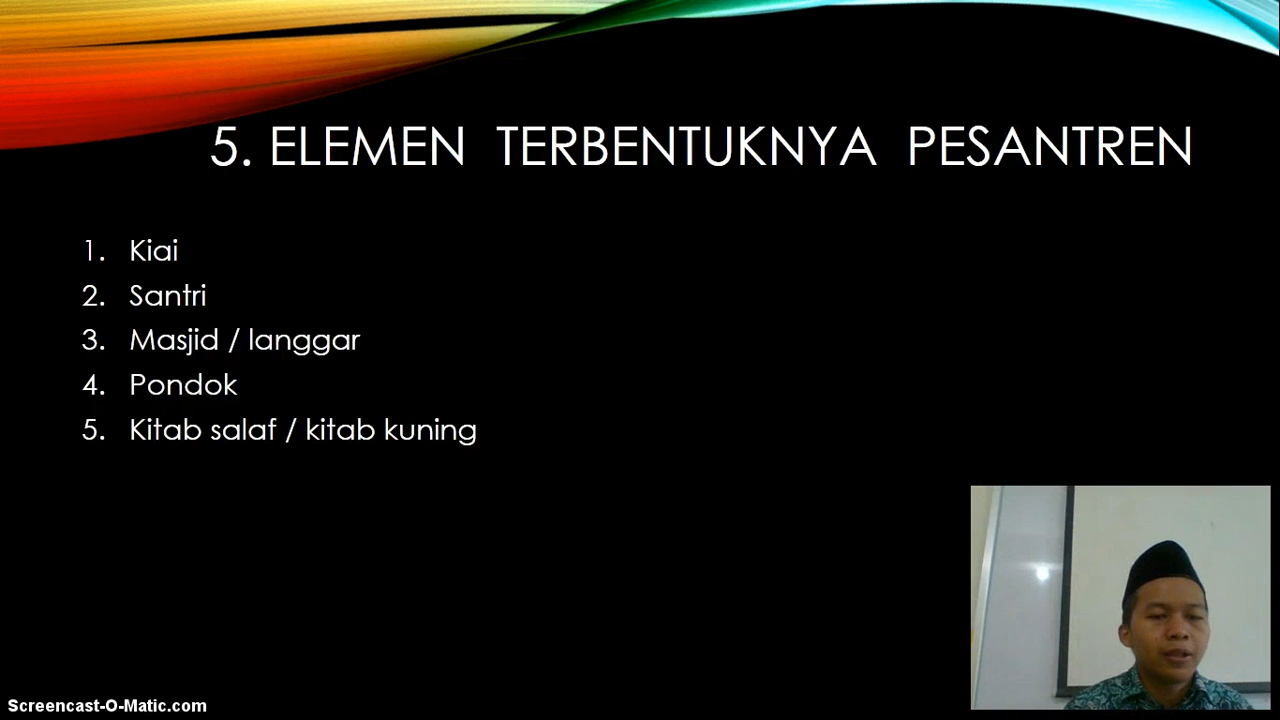 5. ELEMEN TERBENTUKNYA PESANTREN
1. Kiai
2. Santri
3. Masjid / langgar
4. Pondok
5. Kitab salaf / kitab kuning
Screencast-O-Matic.com